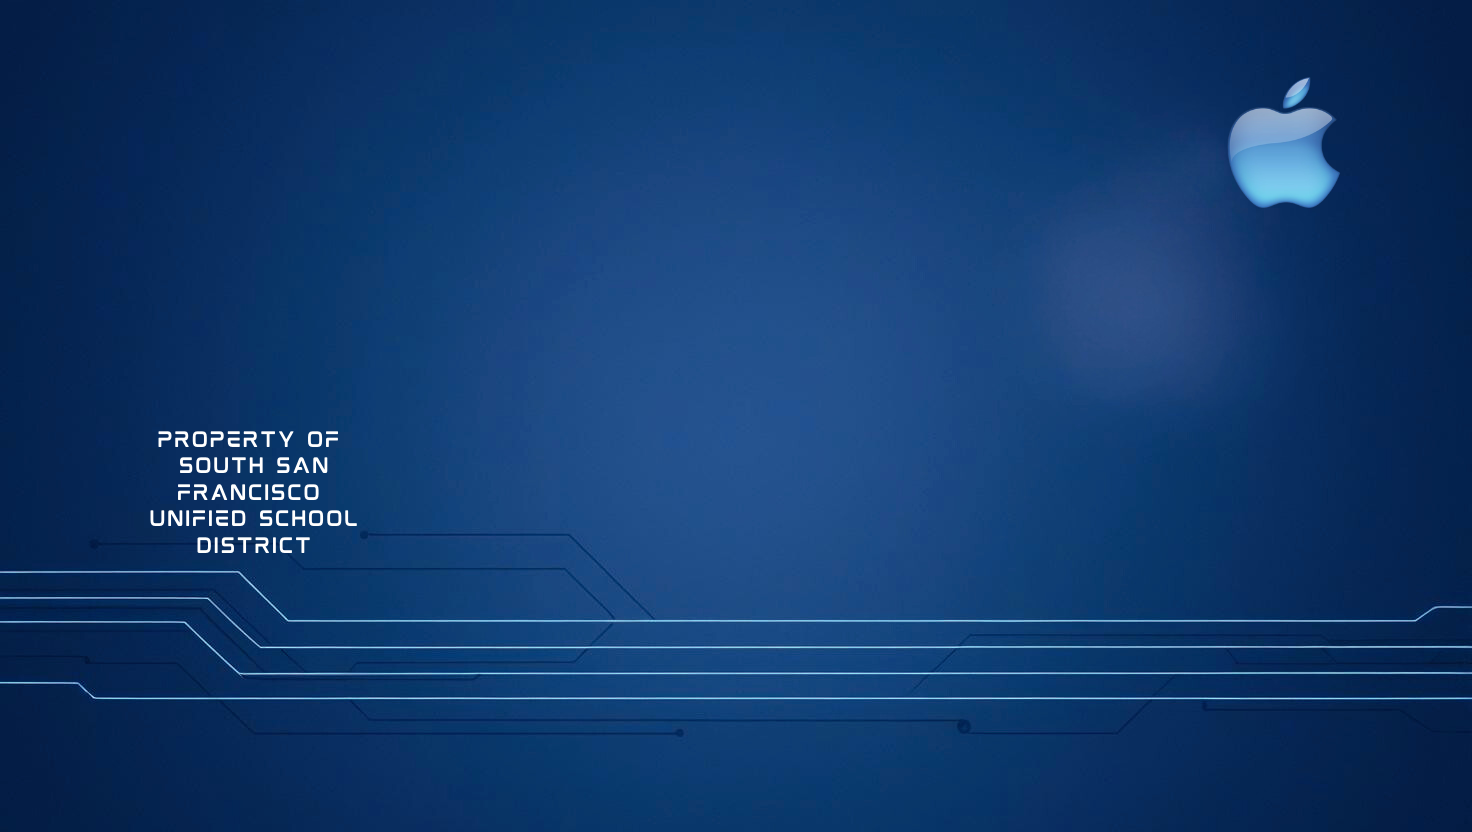 PROPERTY OF
SOUTH SAN
FRANCISCO
UNIFIED SCHOOL
DISTRICT